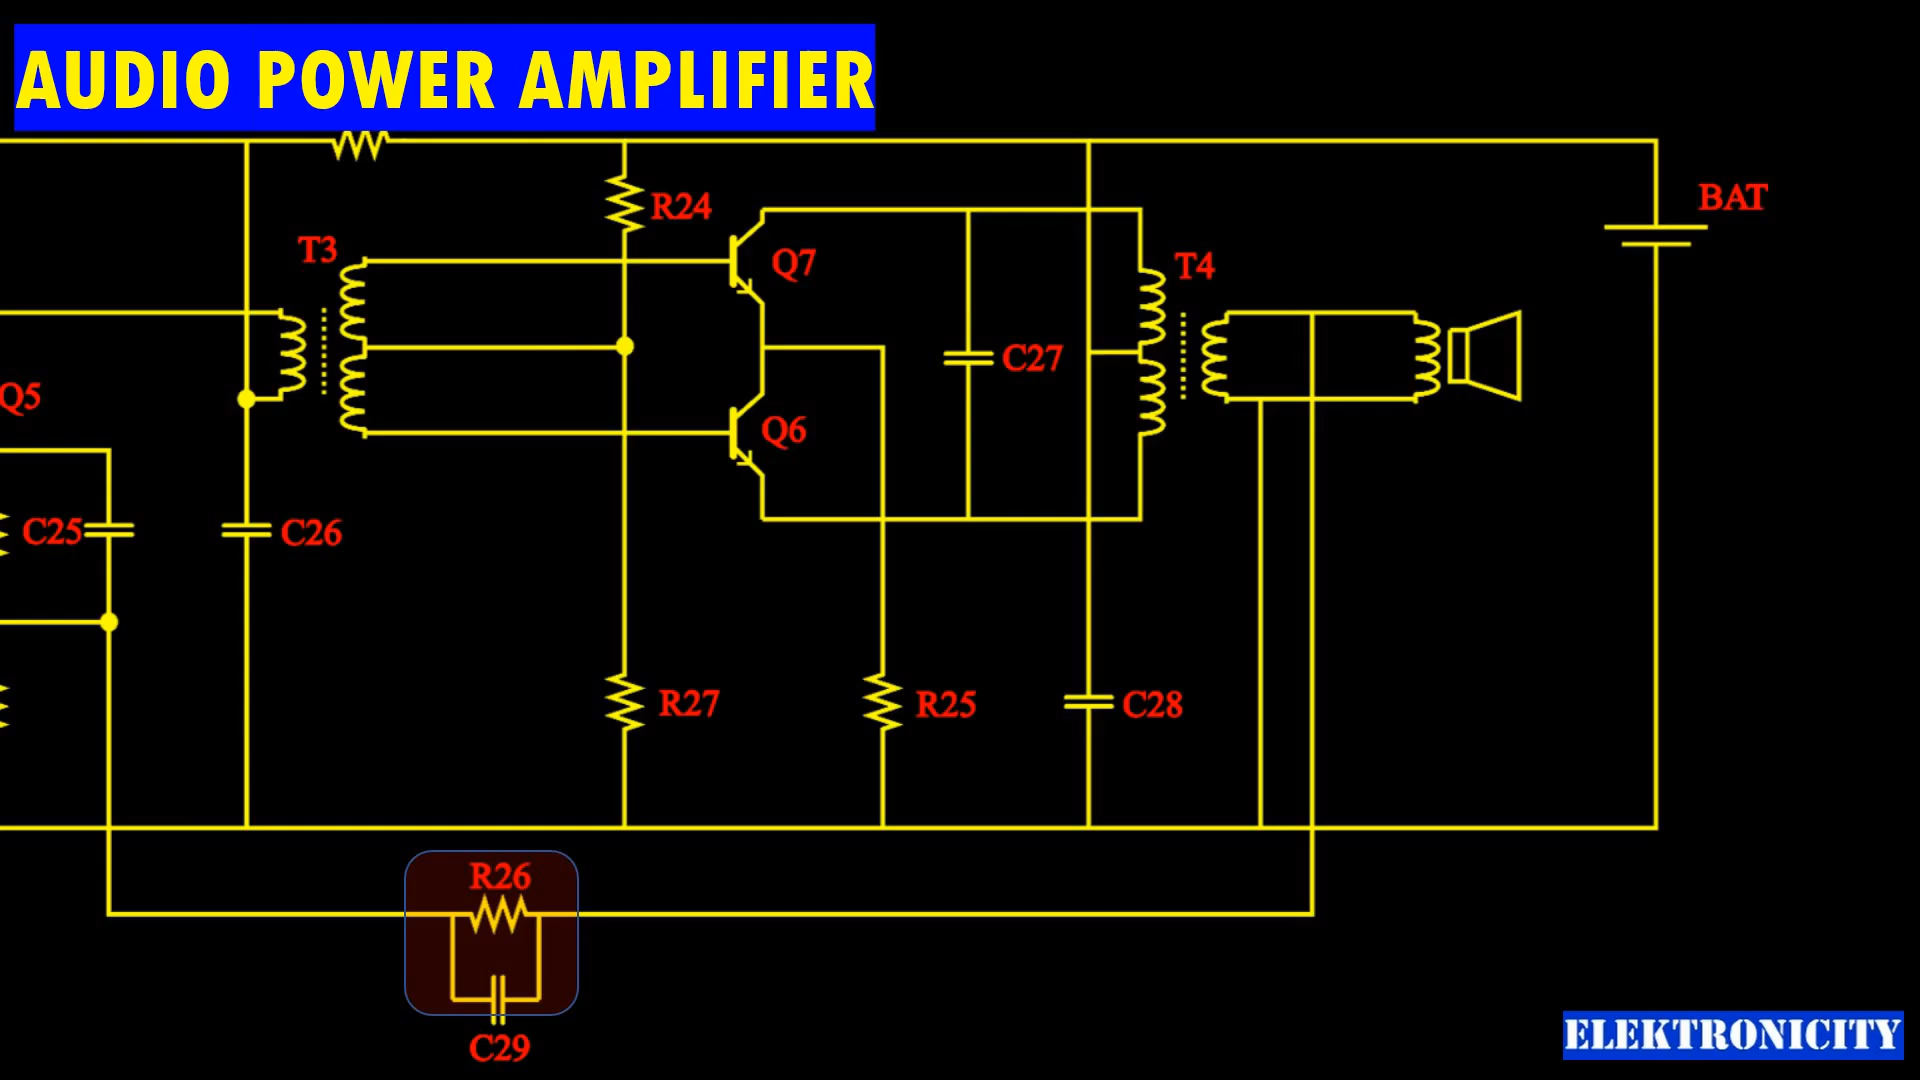 AUDIO POWER AMPLIFIER
BAT
R24
T3
Q7
T4
C27
Q5
Q6
C25
C26
R27
R25
C28
R26
C29
ELEKTRONICITY